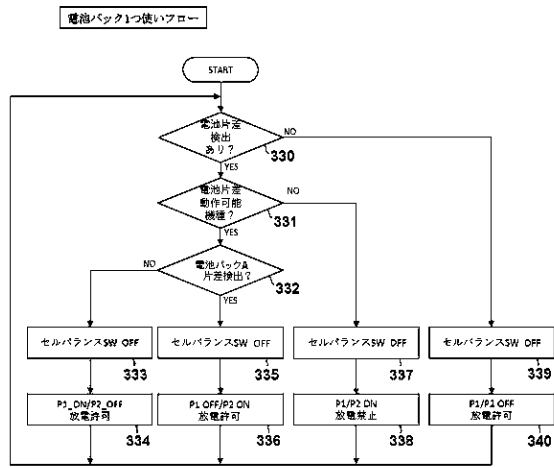 電池パック1つ使いフロー
START
電池片差
検出
あり？
NO
330
YES
電池片差
動作可能
機種？
NO
331
YES
電池パックA
片差検出？
NO
332
YES
セルバランスSW OFF
セルバランスSW OFF
セルバランスSW OFF
セルバランスSW OFF
333
335
337
339
P1_ON/P2_OFF
放電許可
P1 OFF/P2 ON
放電許可
P1/P2 ON
放電禁止
P1/P2 OFF
放電許可
334
336
338
340